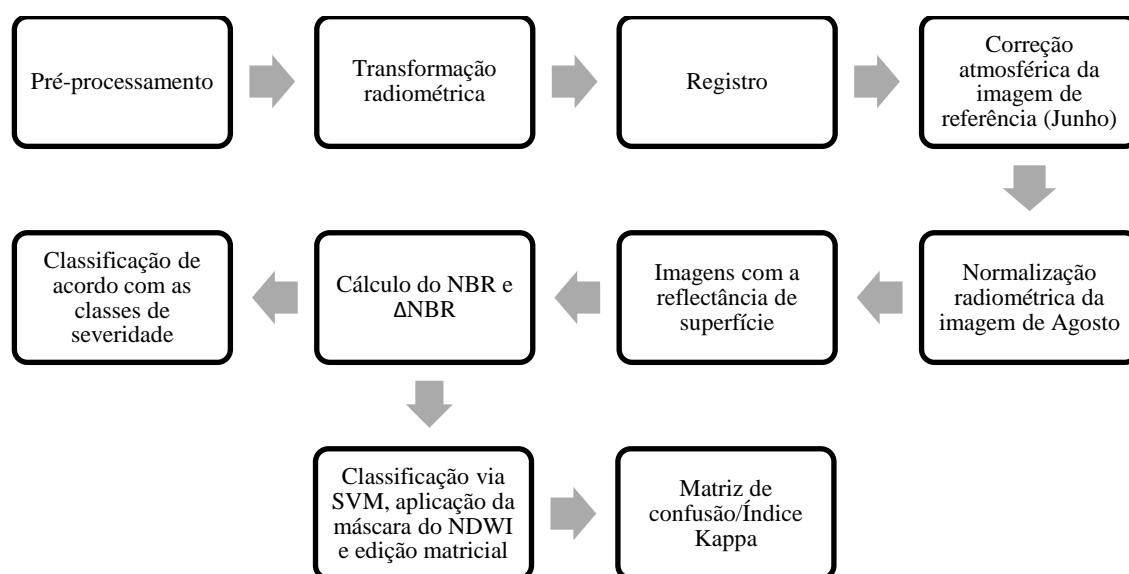 Pré-processamento
Transformação
radiométrica
Registro
Correção
atmosférica da
imagem de
referência (Junho)
Normalização
radiométrica da
imagem de Agosto
Imagens com a
reflectância de
superfície
Cálculo do NBR e
ΔNBR
Classificação de
acordo com as
classes de
severidade
Classificação via
SVM, aplicação da
máscara do NDWI
e edição matricial
Matriz de
confusão/Índice
Kappa